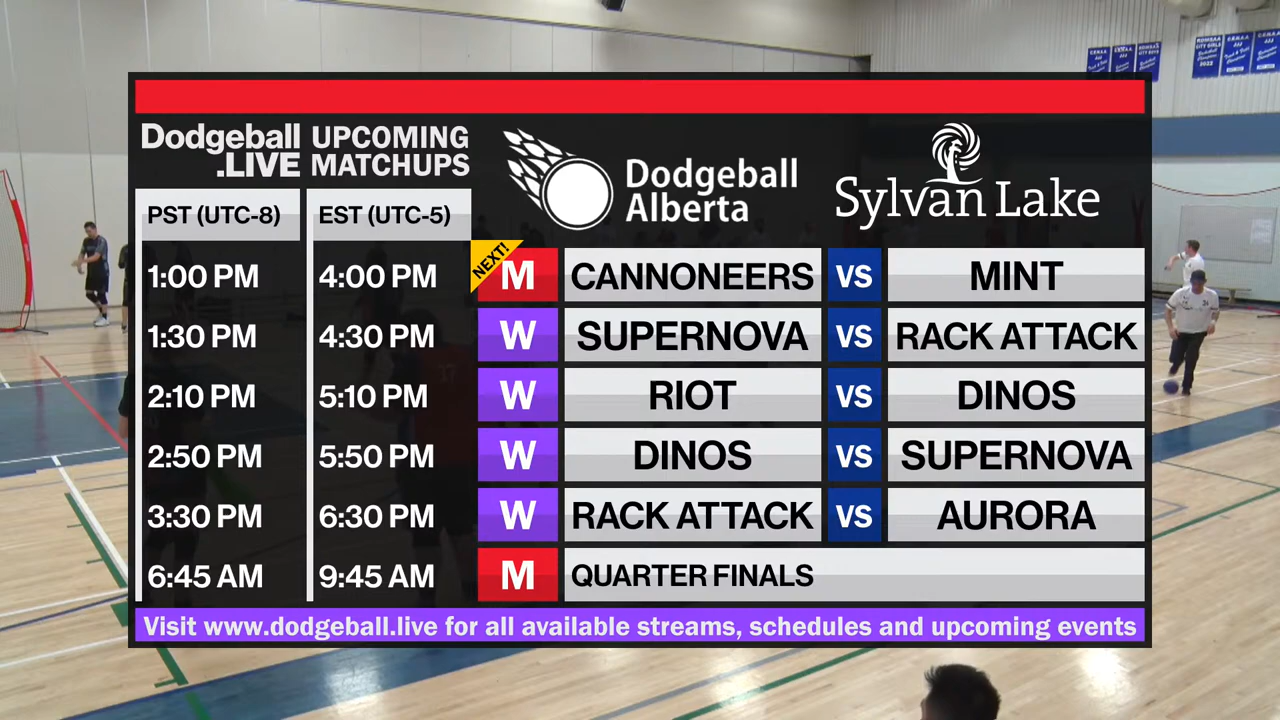 Dodgeball
.LIVE
UPCOMING
MATCHUPS
Dodgeball
Alberta
Sylvan Lake
PST (UTC-8) EST (UTC-5)
NEXT!
1:00 PM 4:00 PM M CANNONEERS VS MINT
1:30 PM 4:30 PM W SUPERNOVA VS RACK ATTACK
2:10 PM 5:10 PM W RIOT VS DINOS
2:50 PM 5:50 PM W DINOS VS SUPERNOVA
3:30 PM 6:30 PM W RACK ATTACK VS AURORA
6:45 AM 9:45 AM M QUARTER FINALS
Visit www.dodgeball.live for all available streams, schedules and upcoming events